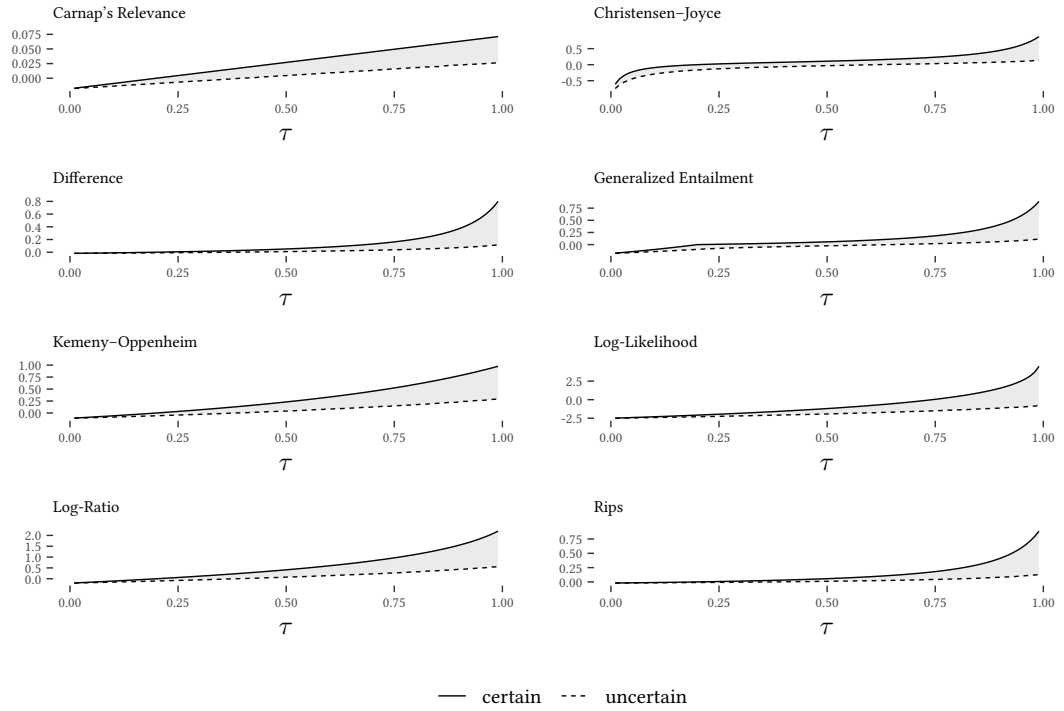 Carnap's Relevance
0.075
0.050
0.025
0.000
0.00 0.25 0.50 0.75 1.00
τ
Christensen–Joyce
0.5
0.0
-0.5
0.00 0.25 0.50 0.75 1.00
τ
Difference
0.8
0.6
0.4
0.2
0.0
0.00 0.25 0.50 0.75 1.00
τ
Generalized Entailment
0.75
0.50
0.25
0.00
0.00 0.25 0.50 0.75 1.00
τ
Kemeny–Oppenheim
1.00
0.75
0.50
0.25
0.00
0.00 0.25 0.50 0.75 1.00
τ
Log-Likelihood
2.5
0.0
-2.5
0.00 0.25 0.50 0.75 1.00
τ
Log-Ratio
2.0
1.5
1.0
0.5
0.0
0.00 0.25 0.50 0.75 1.00
τ
Rips
0.75
0.50
0.25
0.00
0.00 0.25 0.50 0.75 1.00
τ
certain uncertain